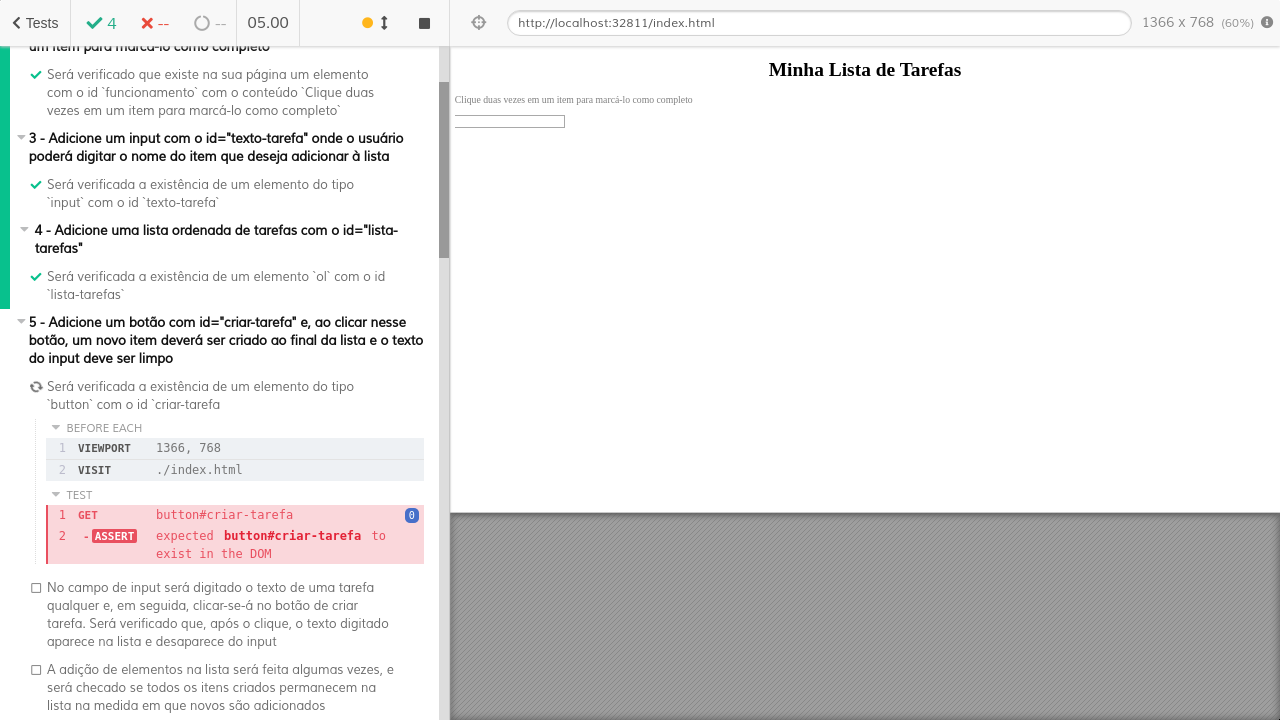 Tests
4
--
--
05.00
http://localhost:32811/index.html
1366 x 768 (60%)
um item para marcá-lo como completo
Será verificado que existe na sua página um elemento
com o id `funcionamento` com o conteúdo `Clique duas
vezes em um item para marcá-lo como completo`
3 - Adicione um input com o id="texto-tarefa" onde o usuário
poderá digitar o nome do item que deseja adicionar à lista
Será verificada a existência de um elemento do tipo
`input` com o id `texto-tarefa`
4 - Adicione uma lista ordenada de tarefas com o id="lista-
tarefas"
Será verificada a existência de um elemento `ol` com o id
`lista-tarefas`
5 - Adicione um botão com id="criar-tarefa" e, ao clicar nesse
botão, um novo item deverá ser criado ao final da lista e o texto
do input deve ser limpo
Será verificada a existência de um elemento do tipo
`button` com o id `criar-tarefa
BEFORE EACH
1 VIEWPORT 1366, 768
2 VISIT ./index.html
TEST
1 GET button#criar-tarefa 0
2 -ASSERT expected button#criar-tarefa to
exist in the DOM
No campo de input será digitado o texto de uma tarefa
qualquer e, em seguida, clicar-se-á no botão de criar
tarefa. Será verificado que, após o clique, o texto digitado
aparece na lista e desaparece do input
A adição de elementos na lista será feita algumas vezes, e
será checado se todos os itens criados permanecem na
lista na medida em que novos são adicionados
Minha Lista de Tarefas
Clique duas vezes em um item para marcá-lo como completo